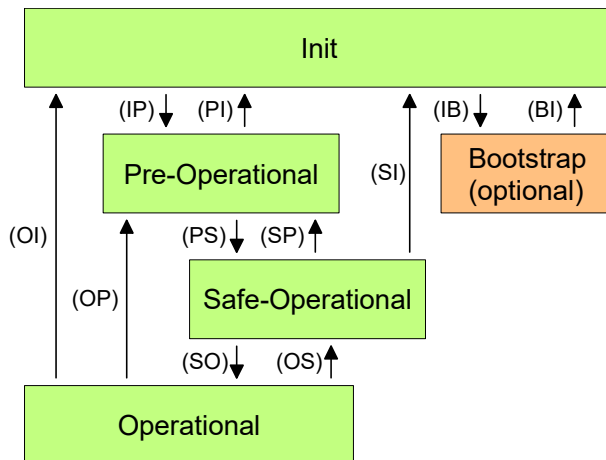 Init
(IP)
(PI)
(IB)
(BI)
Pre-Operational
Bootstrap
(optional)
(SI)
(OI)
(PS)
(SP)
(OP)
Safe-Operational
(SO)
(OS)
Operational